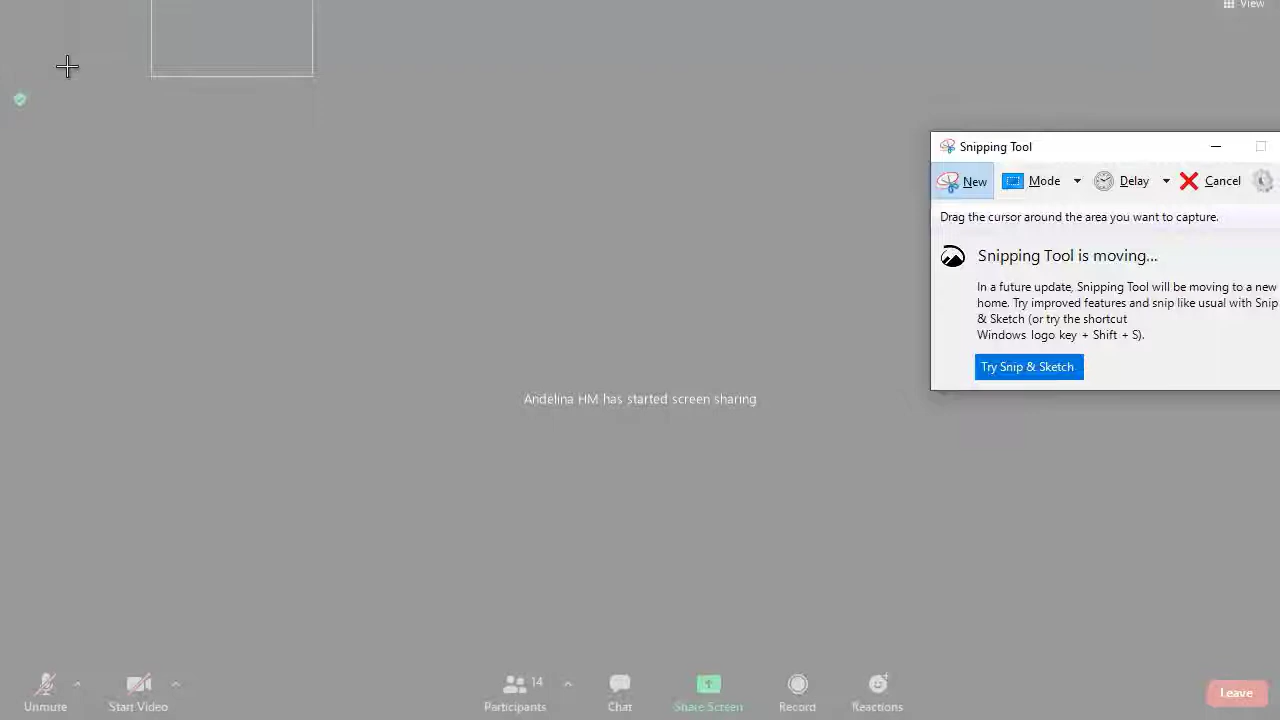 View
Snipping Tool
New Mode Delay Cancel
Drag the cursor around the area you want to capture.
Snipping Tool is moving...
In a future update, Snipping Tool will be moving to a new
home. Try improved features and snip like usual with Snip
& Sketch (or try the shortcut
Windows logo key + Shift + S).
Try Snip & Sketch
Andelina HM has started screen sharing
14
Unmute Start Video Participants Chat Share Screen Record Reactions Leave